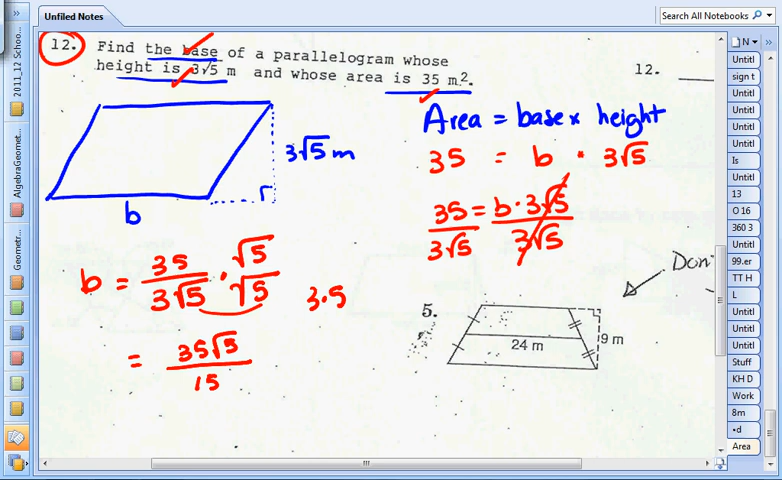 Unfiled Notes
Search All Notebooks
12. Find the base of a parallelogram whose
height is 3√5 m and whose area is 35 m².
12.
Area = base x height
3√5 m
b
35 = b · 3√5
35/3√5 = b·3√5/3√5
b = 35/3√5 · √5/√5
3·5
= 35√5/15
Don'
5.
24 m
9 m
2011_12 Schoo...
AlgebraGeomet...
Geometr...
N
Untitl
sign t
Untitl
Untitl
Untitl
Is
Untitl
13
O 16
360 3
Untitl
99.er
TT H
L
Untitl
Untitl
Stuff
KH D
Work
8m
•d
Area